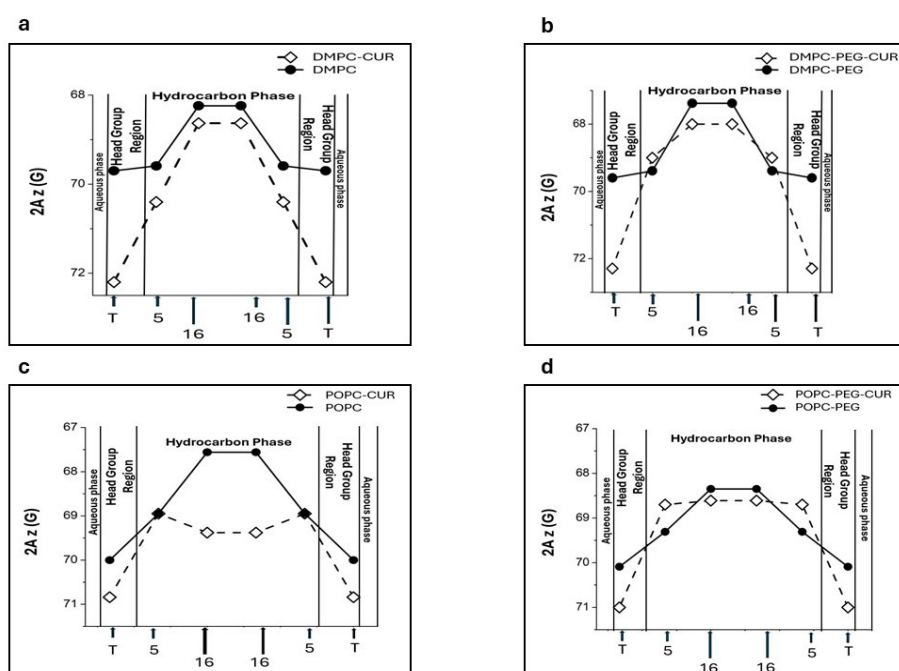 a
DMPC-CUR
DMPC
68
70
72
2A z (G)
Aqueous phase
Head Group
Region
Hydrocarbon Phase
Region
Head Group
Aqueous phase
T
5
16
16
5
T
b
DMPC-PEG-CUR
DMPC-PEG
68
70
72
2A z (G)
Aqueous phase
Head Group
Region
Hydrocarbon Phase
Region
Head Group
Aqueous phase
T
5
16
16
5
T
c
POPC-CUR
POPC
67
68
69
70
71
2A z (G)
Aqueous phase
Head Group
Region
Hydrocarbon Phase
Region
Head Group
Aqueous phase
T
5
16
16
5
T
d
POPC-PEG-CUR
POPC-PEG
67
68
69
70
71
2A z (G)
Aqueous phase
Head Group
Region
Hydrocarbon Phase
Region
Head Group
Aqueous phase
T
5
16
16
5
T